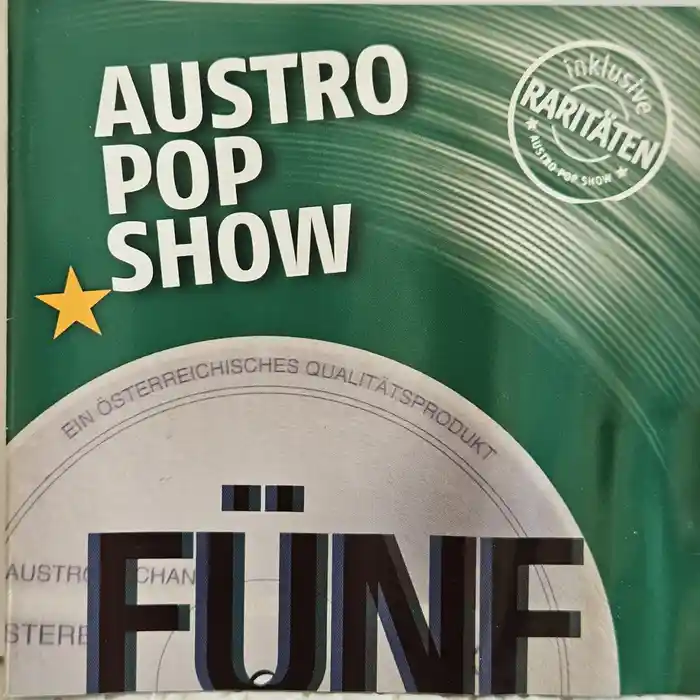 AUSTRO
POP
SHOW
inklusive
RARITÄTEN
★ AUSTRO POP SHOW ★
EIN ÖSTERREICHISCHES QUALITÄTSPRODUKT
FÜNF